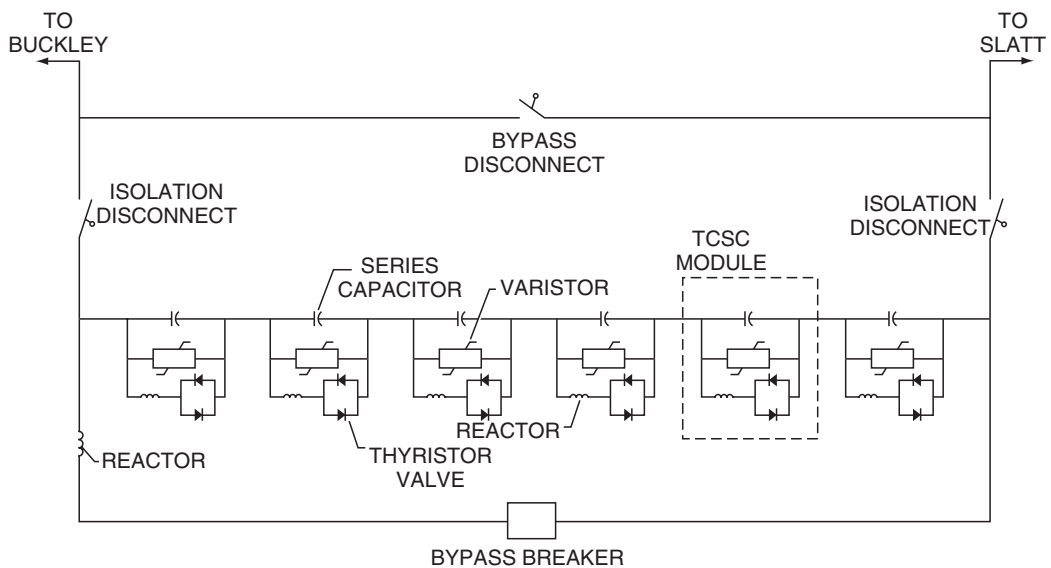 TO
BUCKLEY
TO
SLATT
BYPASS
DISCONNECT
ISOLATION
DISCONNECT
ISOLATION
DISCONNECT
TCSC
MODULE
SERIES
CAPACITOR
VARISTOR
REACTOR
REACTOR
THYRISTOR
VALVE
BYPASS BREAKER